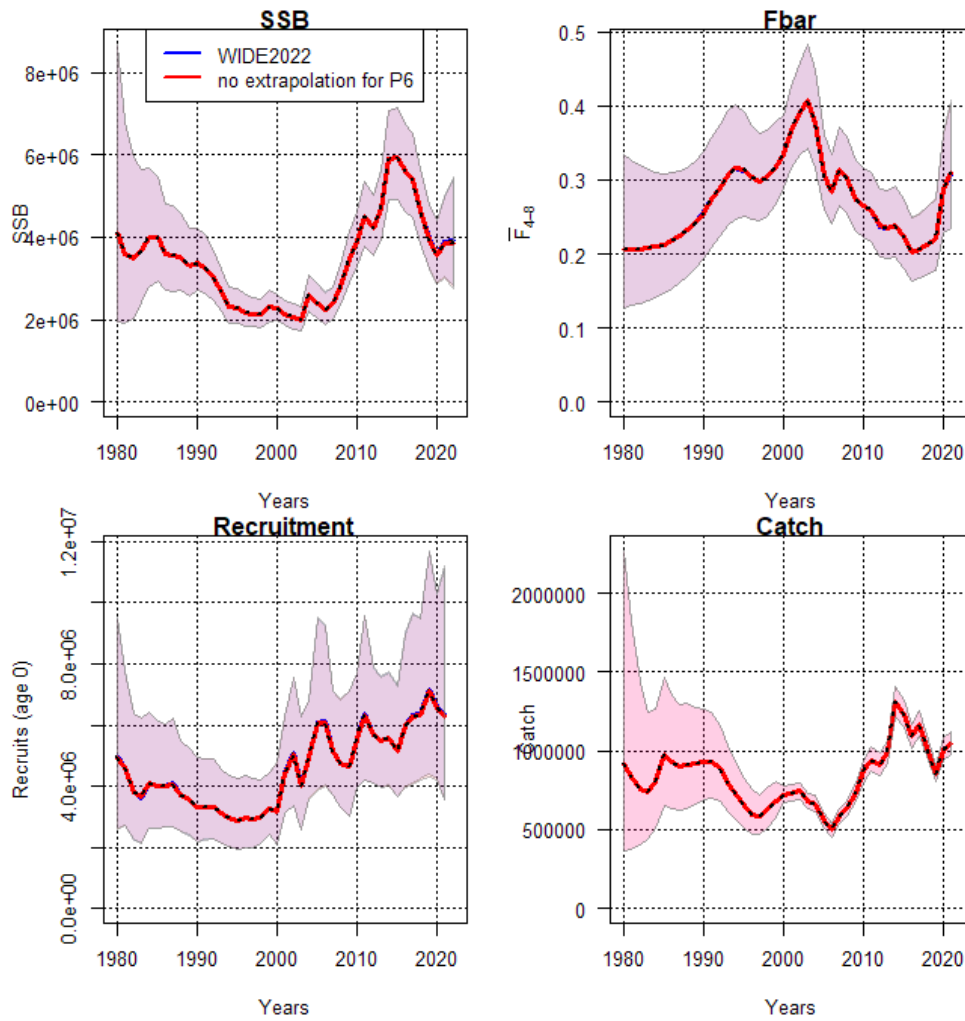 SSB
WIDE2022
no extrapolation for P6
8e+06
6e+06
4e+06
2e+06
0e+00
SSB
1980 1990 2000 2010 2020
Years
Fbar
0.5
0.4
0.3
0.2
0.1
0.0
F̅4–8
1980 1990 2000 2010 2020
Years
Recruitment
1.2e+07
8.0e+06
4.0e+06
0.0e+00
Recruits (age 0)
1980 1990 2000 2010 2020
Years
Catch
2000000
1500000
1000000
500000
0
Catch
1980 1990 2000 2010 2020
Years